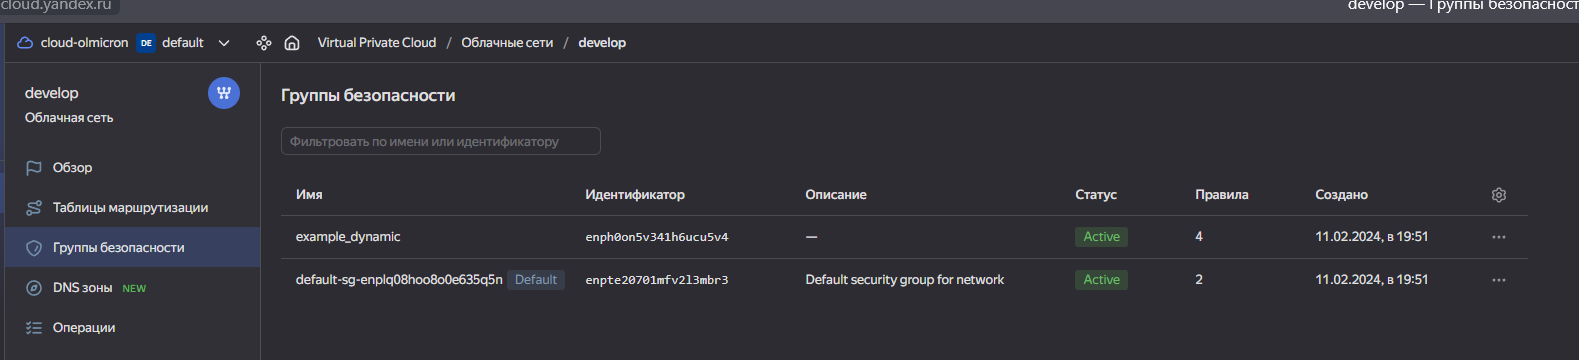 cloud.yandex.ru
develop — Группы безопасност
cloud-olmicron DE default Virtual Private Cloud / Облачные сети / develop
develop
Облачная сеть
Обзор
Таблицы маршрутизации
Группы безопасности
DNS зоны NEW
Операции
Группы безопасности
Фильтровать по имени или идентификатору
Имя Идентификатор Описание Статус Правила Создано
example_dynamic enph0on5v341h6ucu5v4 — Active 4 11.02.2024, в 19:51
default-sg-enplq08hoo8o0e635q5n Default enpte20701mfv2l3mbr3 Default security group for network Active 2 11.02.2024, в 19:51